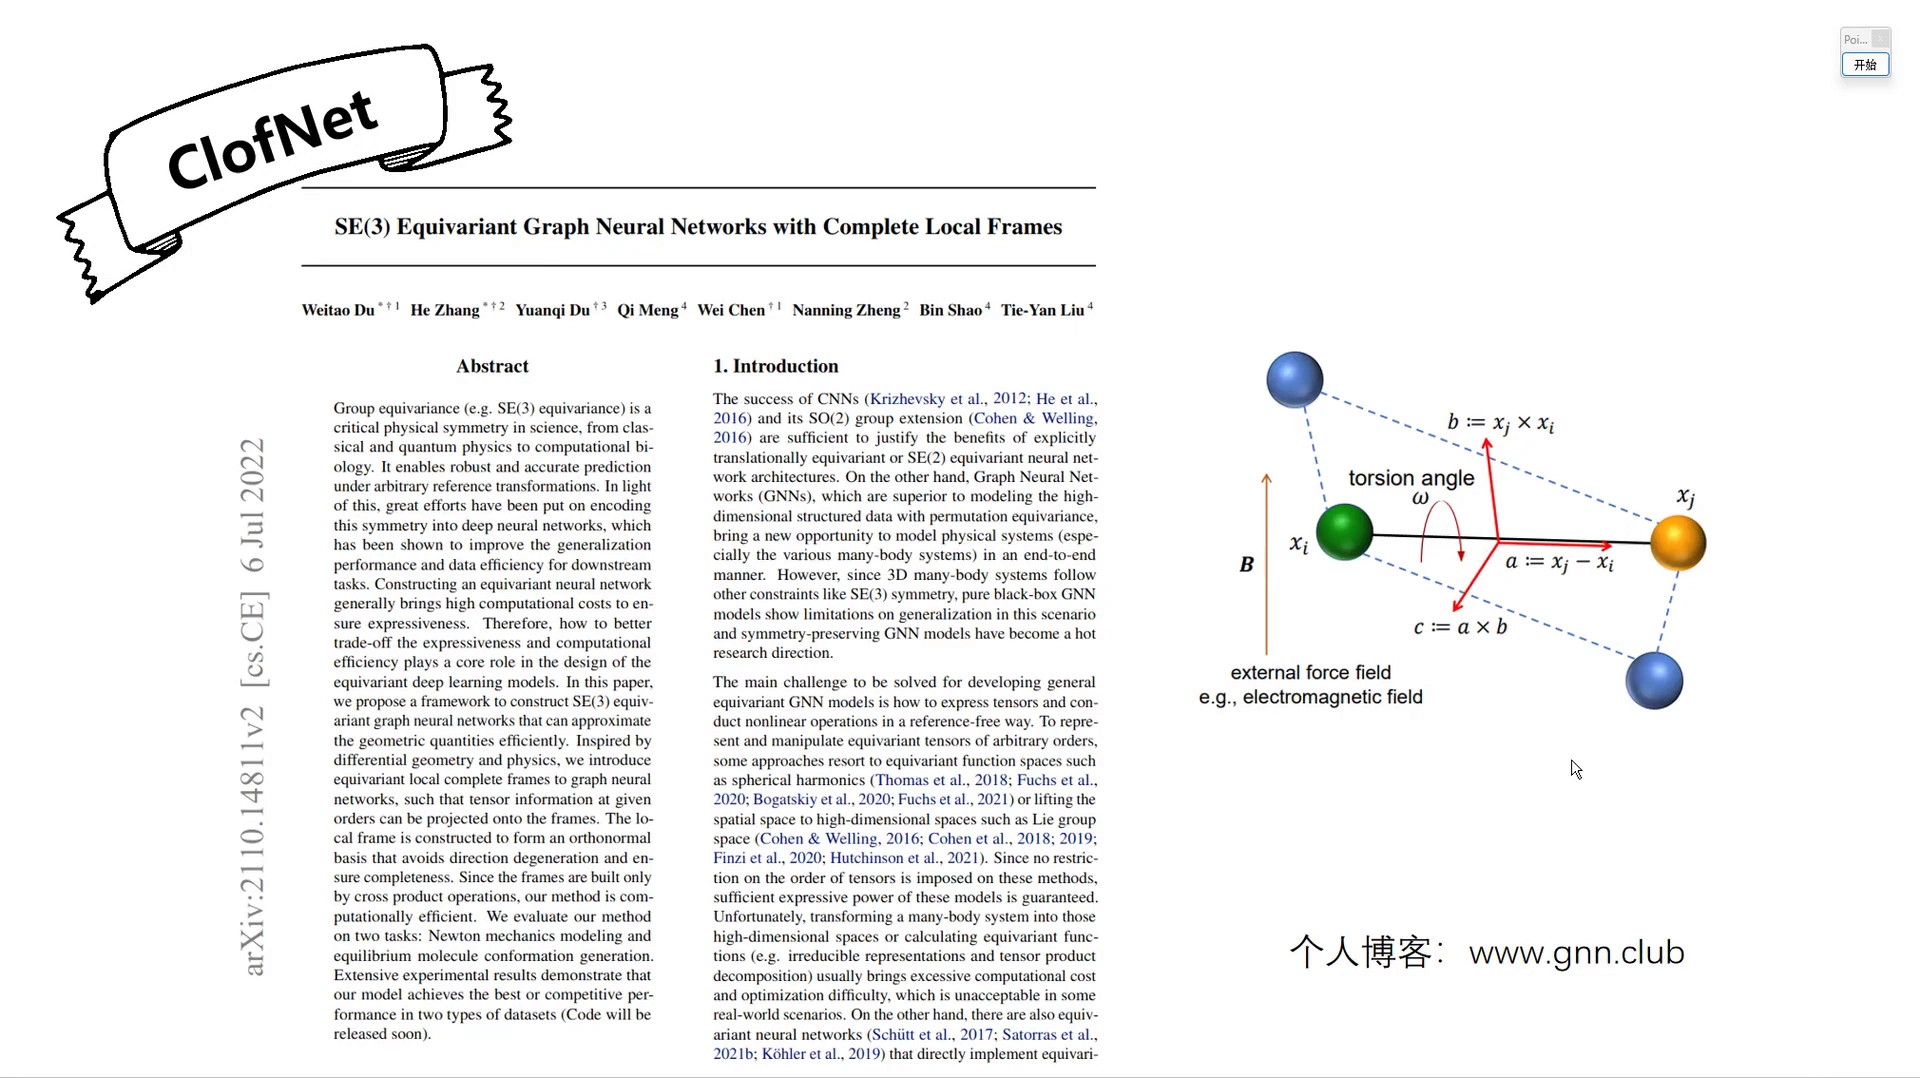 ClofNet
Poi...
开始
SE(3) Equivariant Graph Neural Networks with Complete Local Frames
Weitao Du * † 1 He Zhang * † 2 Yuanqi Du † 3 Qi Meng 4 Wei Chen † 1 Nanning Zheng 2 Bin Shao 4 Tie-Yan Liu 4
arXiv:2110.14811v2 [cs.CE] 6 Jul 2022
Abstract
Group equivariance (e.g. SE(3) equivariance) is a
critical physical symmetry in science, from clas-
sical and quantum physics to computational bi-
ology. It enables robust and accurate prediction
under arbitrary reference transformations. In light
of this, great efforts have been put on encoding
this symmetry into deep neural networks, which
has been shown to improve the generalization
performance and data efficiency for downstream
tasks. Constructing an equivariant neural network
generally brings high computational costs to en-
sure expressiveness. Therefore, how to better
trade-off the expressiveness and computational
efficiency plays a core role in the design of the
equivariant deep learning models. In this paper,
we propose a framework to construct SE(3) equiv-
ariant graph neural networks that can approximate
the geometric quantities efficiently. Inspired by
differential geometry and physics, we introduce
equivariant local complete frames to graph neural
networks, such that tensor information at given
orders can be projected onto the frames. The lo-
cal frame is constructed to form an orthonormal
basis that avoids direction degeneration and en-
sure completeness. Since the frames are built only
by cross product operations, our method is com-
putationally efficient. We evaluate our method
on two tasks: Newton mechanics modeling and
equilibrium molecule conformation generation.
Extensive experimental results demonstrate that
our model achieves the best or competitive per-
formance in two types of datasets (Code will be
released soon).
1. Introduction
The success of CNNs (Krizhevsky et al., 2012; He et al.,
2016) and its SO(2) group extension (Cohen & Welling,
2016) are sufficient to justify the benefits of explicitly
translationally equivariant or SE(2) equivariant neural net-
work architectures. On the other hand, Graph Neural Net-
works (GNNs), which are superior to modeling the high-
dimensional structured data with permutation equivariance,
bring a new opportunity to model physical systems (espe-
cially the various many-body systems) in an end-to-end
manner. However, since 3D many-body systems follow
other constraints like SE(3) symmetry, pure black-box GNN
models show limitations on generalization in this scenario
and symmetry-preserving GNN models have become a hot
research direction.
The main challenge to be solved for developing general
equivariant GNN models is how to express tensors and con-
duct nonlinear operations in a reference-free way. To repre-
sent and manipulate equivariant tensors of arbitrary orders,
some approaches resort to equivariant function spaces such
as spherical harmonics (Thomas et al., 2018; Fuchs et al.,
2020; Bogatskiy et al., 2020; Fuchs et al., 2021) or lifting the
spatial space to high-dimensional spaces such as Lie group
space (Cohen & Welling, 2016; Cohen et al., 2018; 2019;
Finzi et al., 2020; Hutchinson et al., 2021). Since no restric-
tion on the order of tensors is imposed on these methods,
sufficient expressive power of these models is guaranteed.
Unfortunately, transforming a many-body system into those
high-dimensional spaces or calculating equivariant func-
tions (e.g. irreducible representations and tensor product
decomposition) usually brings excessive computational cost
and optimization difficulty, which is unacceptable in some
real-world scenarios. On the other hand, there are also equiv-
ariant neural networks (Schütt et al., 2017; Satorras et al.,
2021b; Köhler et al., 2019) that directly implement equivari-
b := xj × xi
torsion angle
ω
xj
xi
a := xj − xi
B
c := a × b
external force field
e.g., electromagnetic field
个人博客：www.gnn.club